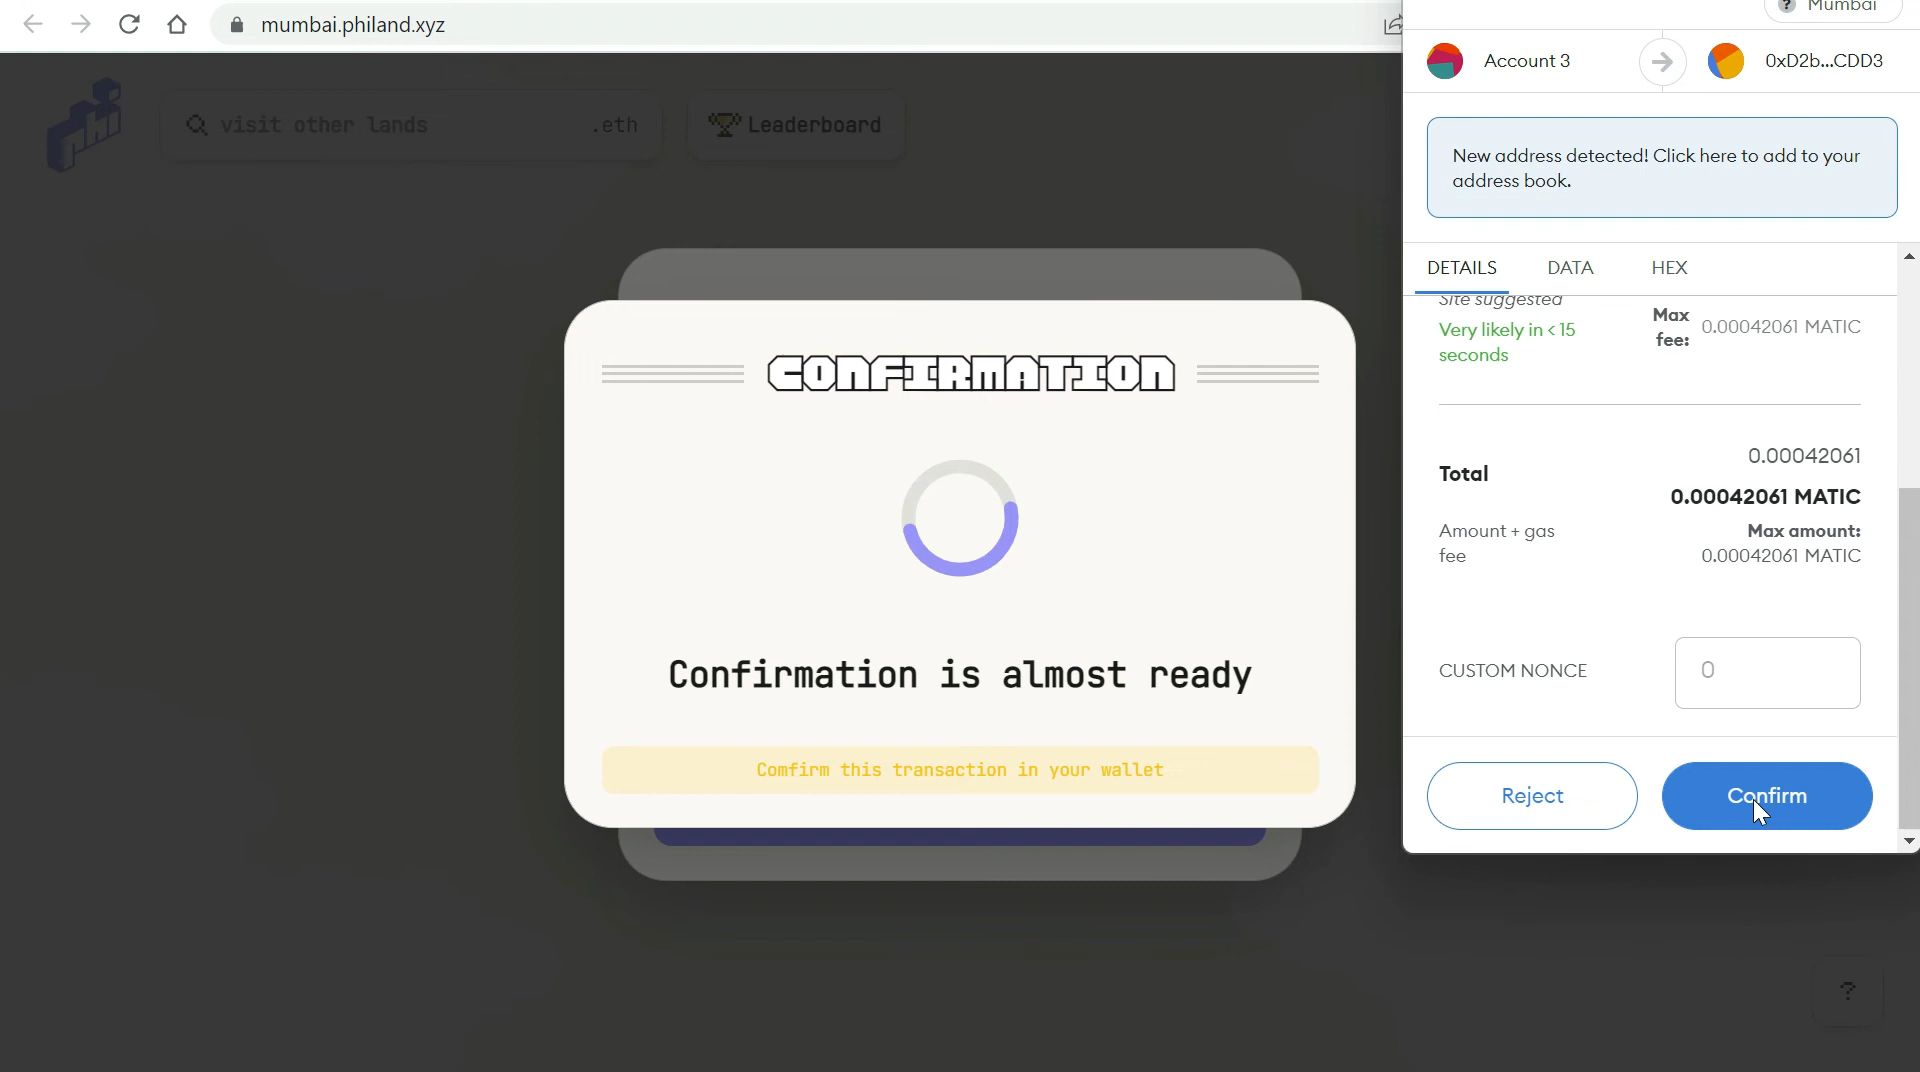 mumbai.philand.xyz
visit other lands
.eth
Leaderboard
CONFIRMATION
Confirmation is almost ready
Comfirm this transaction in your wallet
?
? Mumbai
Account 3
0xD2b...CDD3
New address detected! Click here to add to your
address book.
DETAILS
DATA
HEX
Site suggested
Very likely in < 15
seconds
Max
fee:
0.00042061 MATIC
Total
0.00042061
0.00042061 MATIC
Amount + gas
fee
Max amount:
0.00042061 MATIC
CUSTOM NONCE
0
Reject
Confirm